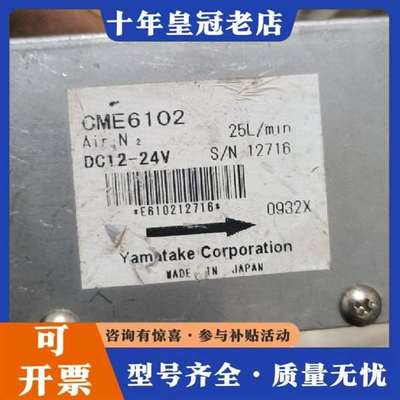 十年皇冠老店
CME6102
Air, N₂ 25L/min
DC12-24V S/N 12716
*E610212716* 0932X
Yamatake Corporation
MADE IN JAPAN
可开票
咨询有惊喜·参与补贴活动
型号齐全·质量无忧